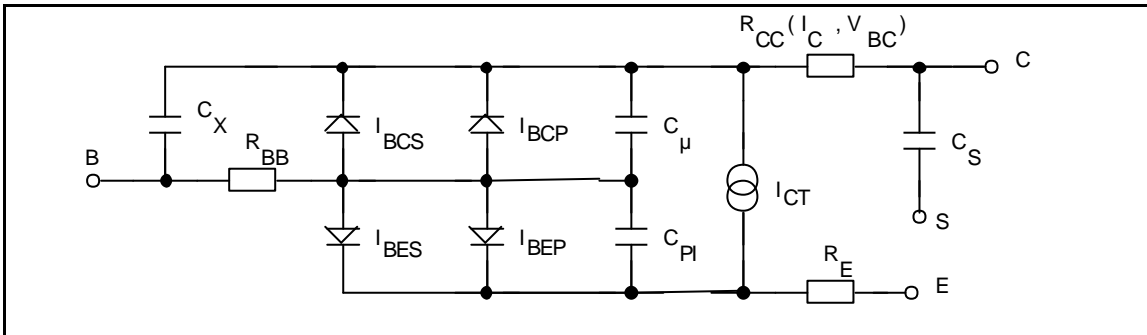 R_CC ( I_C , V_BC )
C
C_X
I_BCS
I_BCP
C_µ
C_S
R_BB
B
I_CT
S
I_BES
I_BEP
C_PI
R_E
E